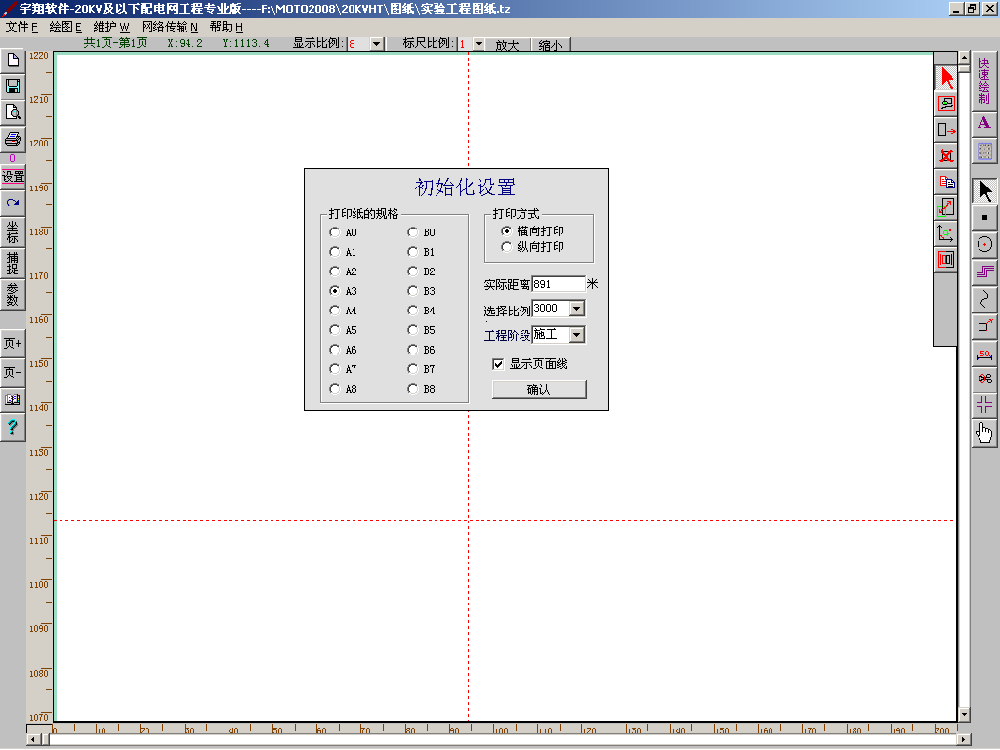 宇翔软件-20KV及以下配电网工程专业版----F:\MOTO2008\20KVHT\图纸\实验工程图纸.tz
文件F 绘图E 维护W 网络传输N 帮助H
共1页-第1页 X:94.2 Y:1113.4 显示比例: 8 标尺比例: 1 放大 缩小
0
设置
坐标
捕捉
参数
页+
页-
?
1220
1210
1200
1190
1180
1170
1160
1150
1140
1130
1120
1110
1100
1090
1080
1070
初始化设置
打印纸的规格
A0 B0
A1 B1
A2 B2
A3 B3
A4 B4
A5 B5
A6 B6
A7 B7
A8 B8
打印方式
横向打印
纵向打印
实际距离 891 米
选择比例 3000
工程阶段 施工
显示页面线
确认
快速绘制
A
50
0 10 20 30 40 50 60 70 80 90 100 110 120 130 140 150 160 170 180 190 200